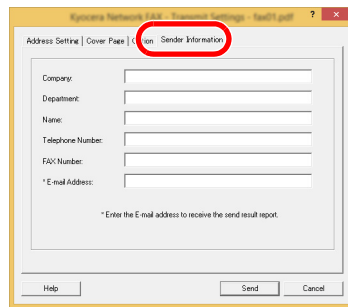 Kyocera Network FAX - Transmit Settings - fax01.pdf ? ×
Address Setting Cover Page Sender Information
Company:
Department:
Name:
Telephone Number:
FAX Number:
* E-mail Address:
* Enter the E-mail address to receive the send result report.
Help Send Cancel